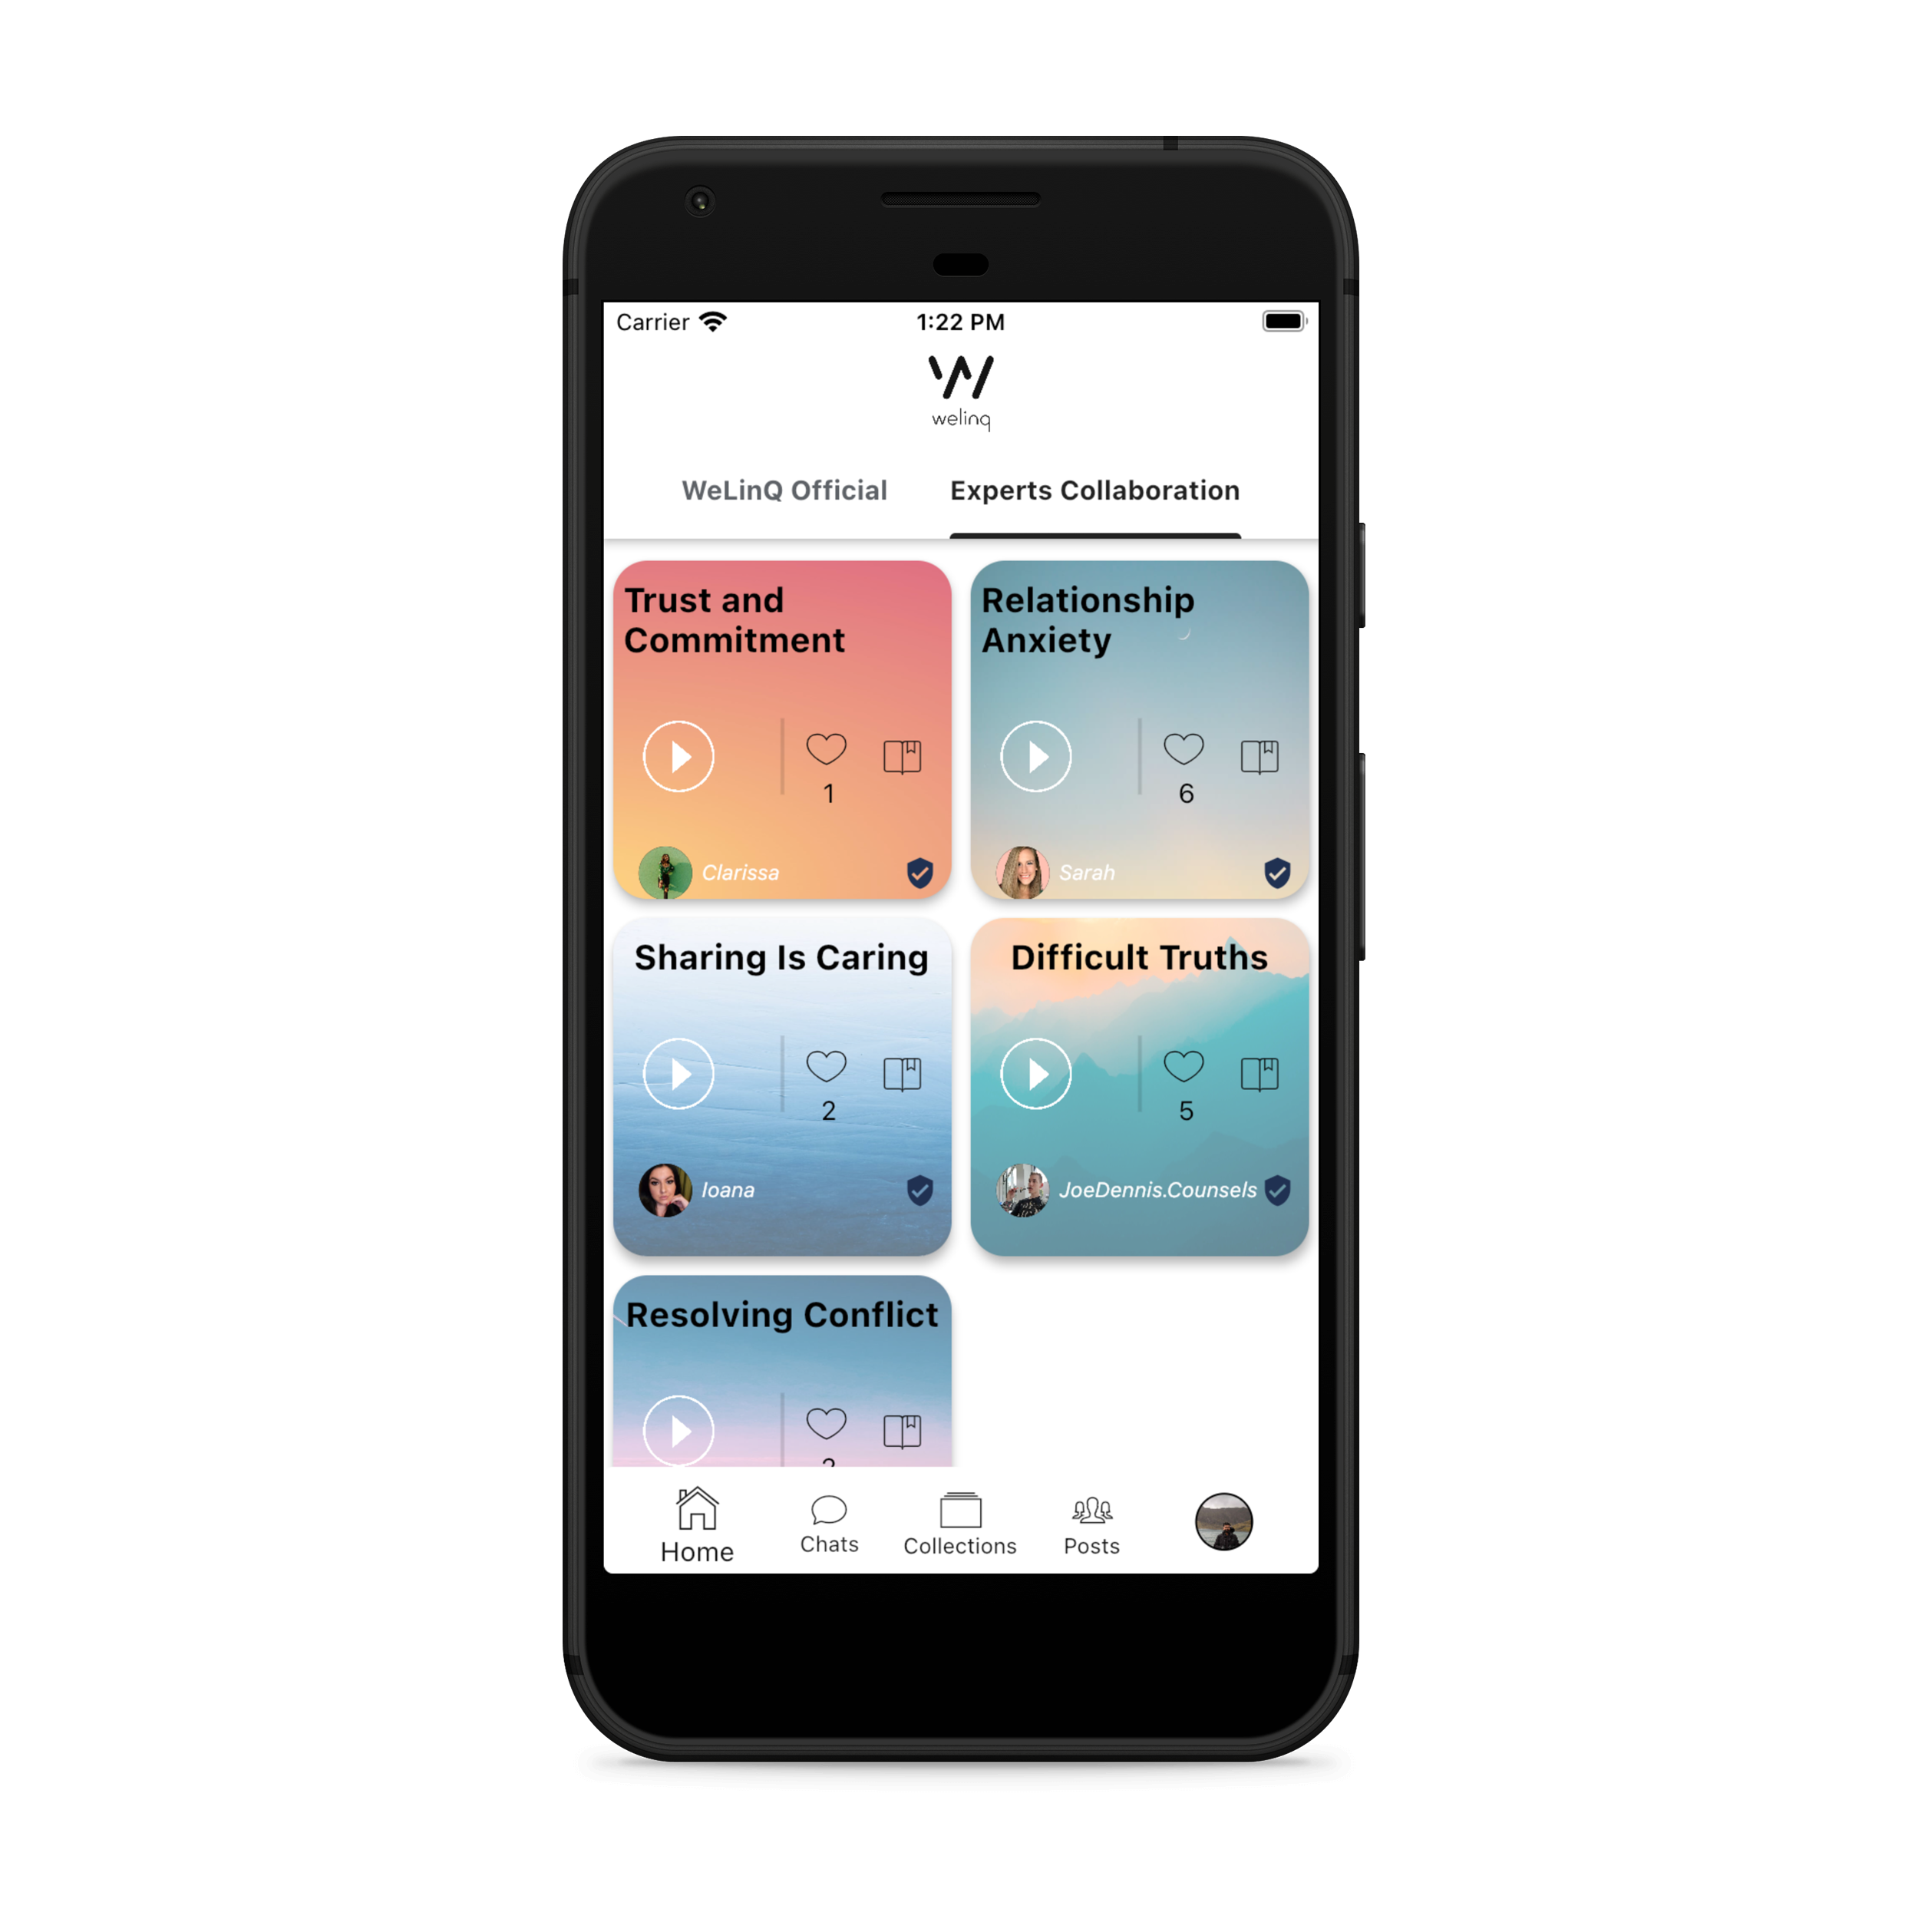 Carrier 1:22 PM
welinq
WeLinQ Official Experts Collaboration
Trust and
Commitment
1
Clarissa
Relationship
Anxiety
6
Sarah
Sharing Is Caring
2
Ioana
Difficult Truths
5
JoeDennis.Counsels
Resolving Conflict
Home Chats Collections Posts